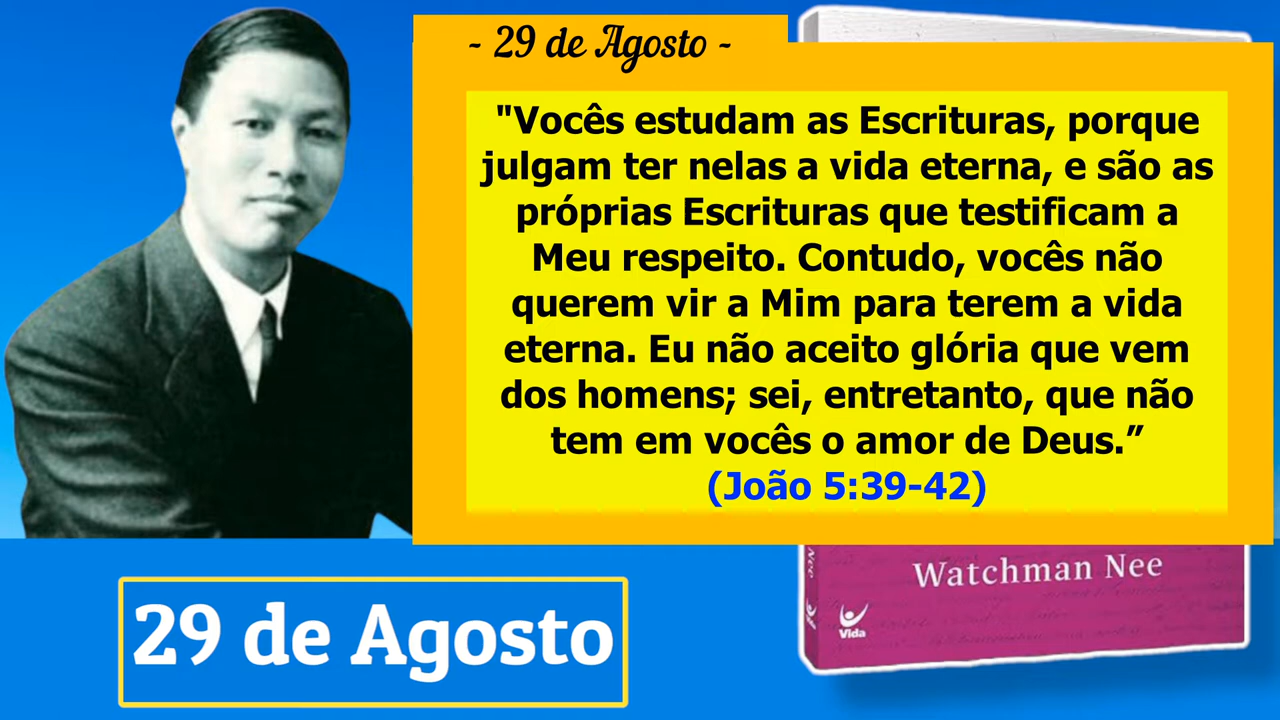 ~ 29 de Agosto ~
"Vocês estudam as Escrituras, porque
julgam ter nelas a vida eterna, e são as
próprias Escrituras que testificam a
Meu respeito. Contudo, vocês não
querem vir a Mim para terem a vida
eterna. Eu não aceito glória que vem
dos homens; sei, entretanto, que não
tem em vocês o amor de Deus.”
(João 5:39-42)
Nee
Watchman Nee
Vida
29 de Agosto